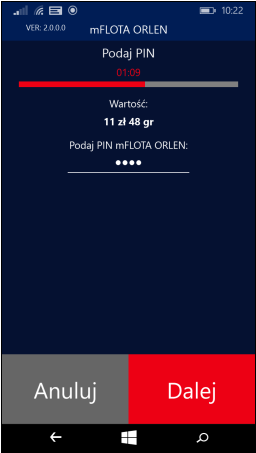 10:22
VER: 2.0.0.0 mFLOTA ORLEN
Podaj PIN
01:09
Wartość:
11 zł 48 gr
Podaj PIN mFLOTA ORLEN:
●●●●
Anuluj Dalej